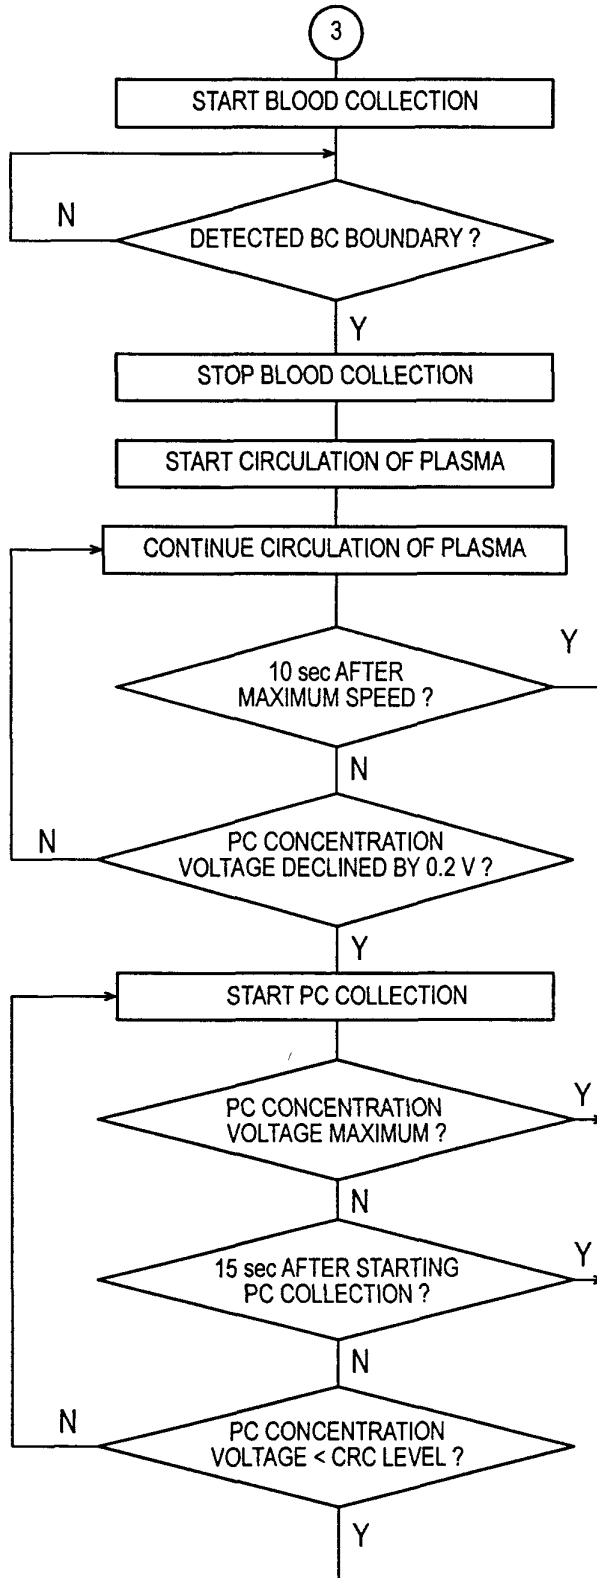 3
START BLOOD COLLECTION
N
DETECTED BC BOUNDARY ?
Y
STOP BLOOD COLLECTION
START CIRCULATION OF PLASMA
CONTINUE CIRCULATION OF PLASMA
Y
10 sec AFTER
MAXIMUM SPEED ?
N
N
PC CONCENTRATION
VOLTAGE DECLINED BY 0.2 V ?
Y
START PC COLLECTION
Y
PC CONCENTRATION
VOLTAGE MAXIMUM ?
N
Y
15 sec AFTER STARTING
PC COLLECTION ?
N
N
PC CONCENTRATION
VOLTAGE < CRC LEVEL ?
Y